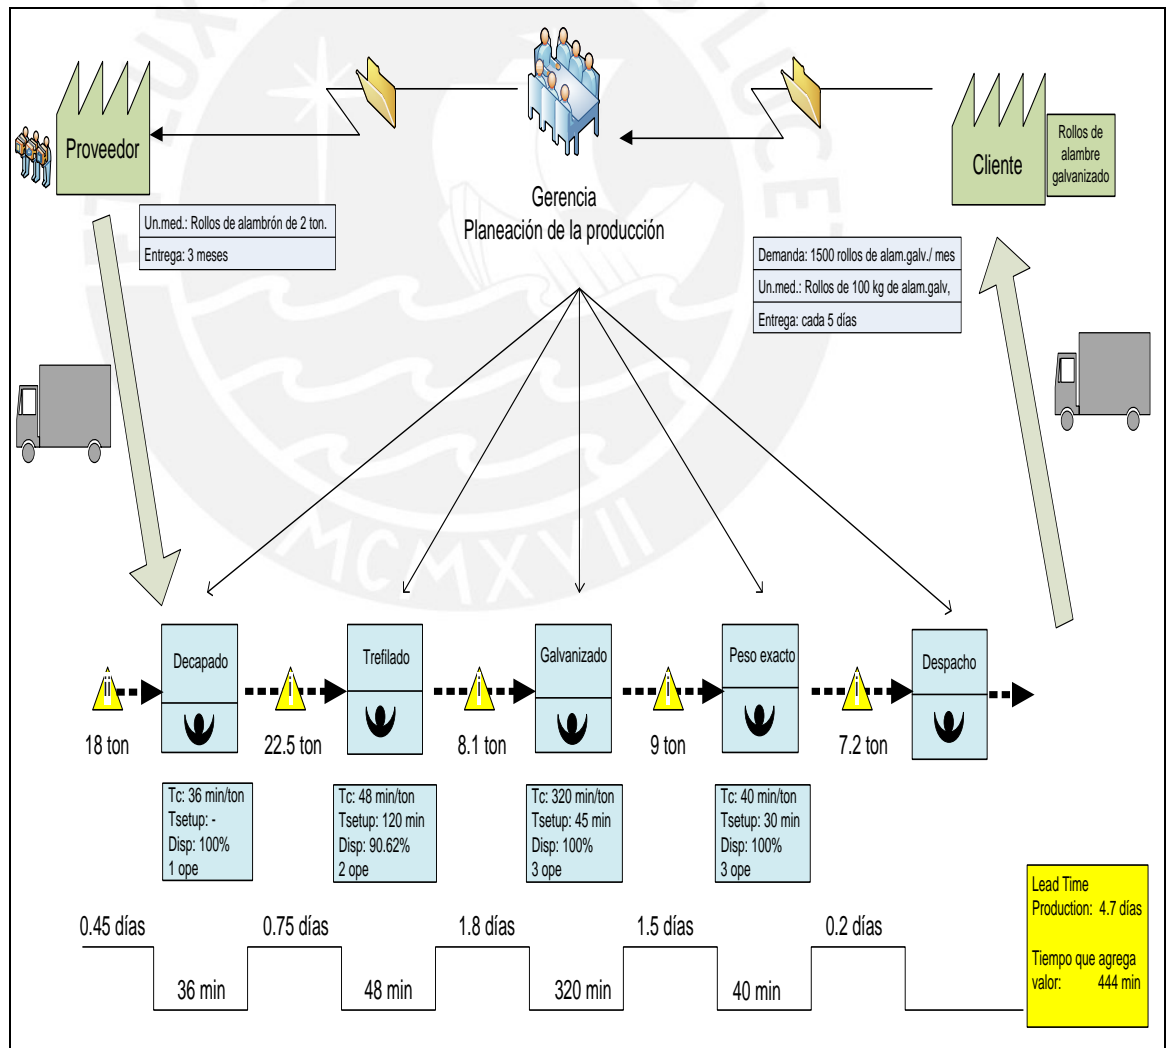 Proveedor
Un.med.: Rollos de alambrón de 2 ton.
Entrega: 3 meses
Gerencia
Planeación de la producción
Cliente
Rollos de
alambre
galvanizado
Demanda: 1500 rollos de alam.galv./ mes
Un.med.: Rollos de 100 kg de alam.galv,
Entrega: cada 5 días
MCMXVII
Decapado
Trefilado
Galvanizado
Peso exacto
Despacho
18 ton
22.5 ton
8.1 ton
9 ton
7.2 ton
Tc: 36 min/ton
Tsetup: -
Disp: 100%
1 ope
Tc: 48 min/ton
Tsetup: 120 min
Disp: 90.62%
2 ope
Tc: 320 min/ton
Tsetup: 45 min
Disp: 100%
3 ope
Tc: 40 min/ton
Tsetup: 30 min
Disp: 100%
3 ope
0.45 días
0.75 días
1.8 días
1.5 días
0.2 días
36 min
48 min
320 min
40 min
Lead Time
Production: 4.7 días
Tiempo que agrega
valor: 444 min